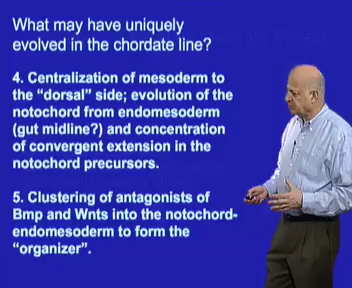 What may have uniquely
evolved in the chordate line?
4. Centralization of mesoderm to
the “dorsal” side; evolution of the
notochord from endomesoderm
(gut midline?) and concentration
of convergent extension in the
notochord precursors.
5. Clustering of antagonists of
Bmp and Wnts into the notochord-
endomesoderm to form the
“organizer”.